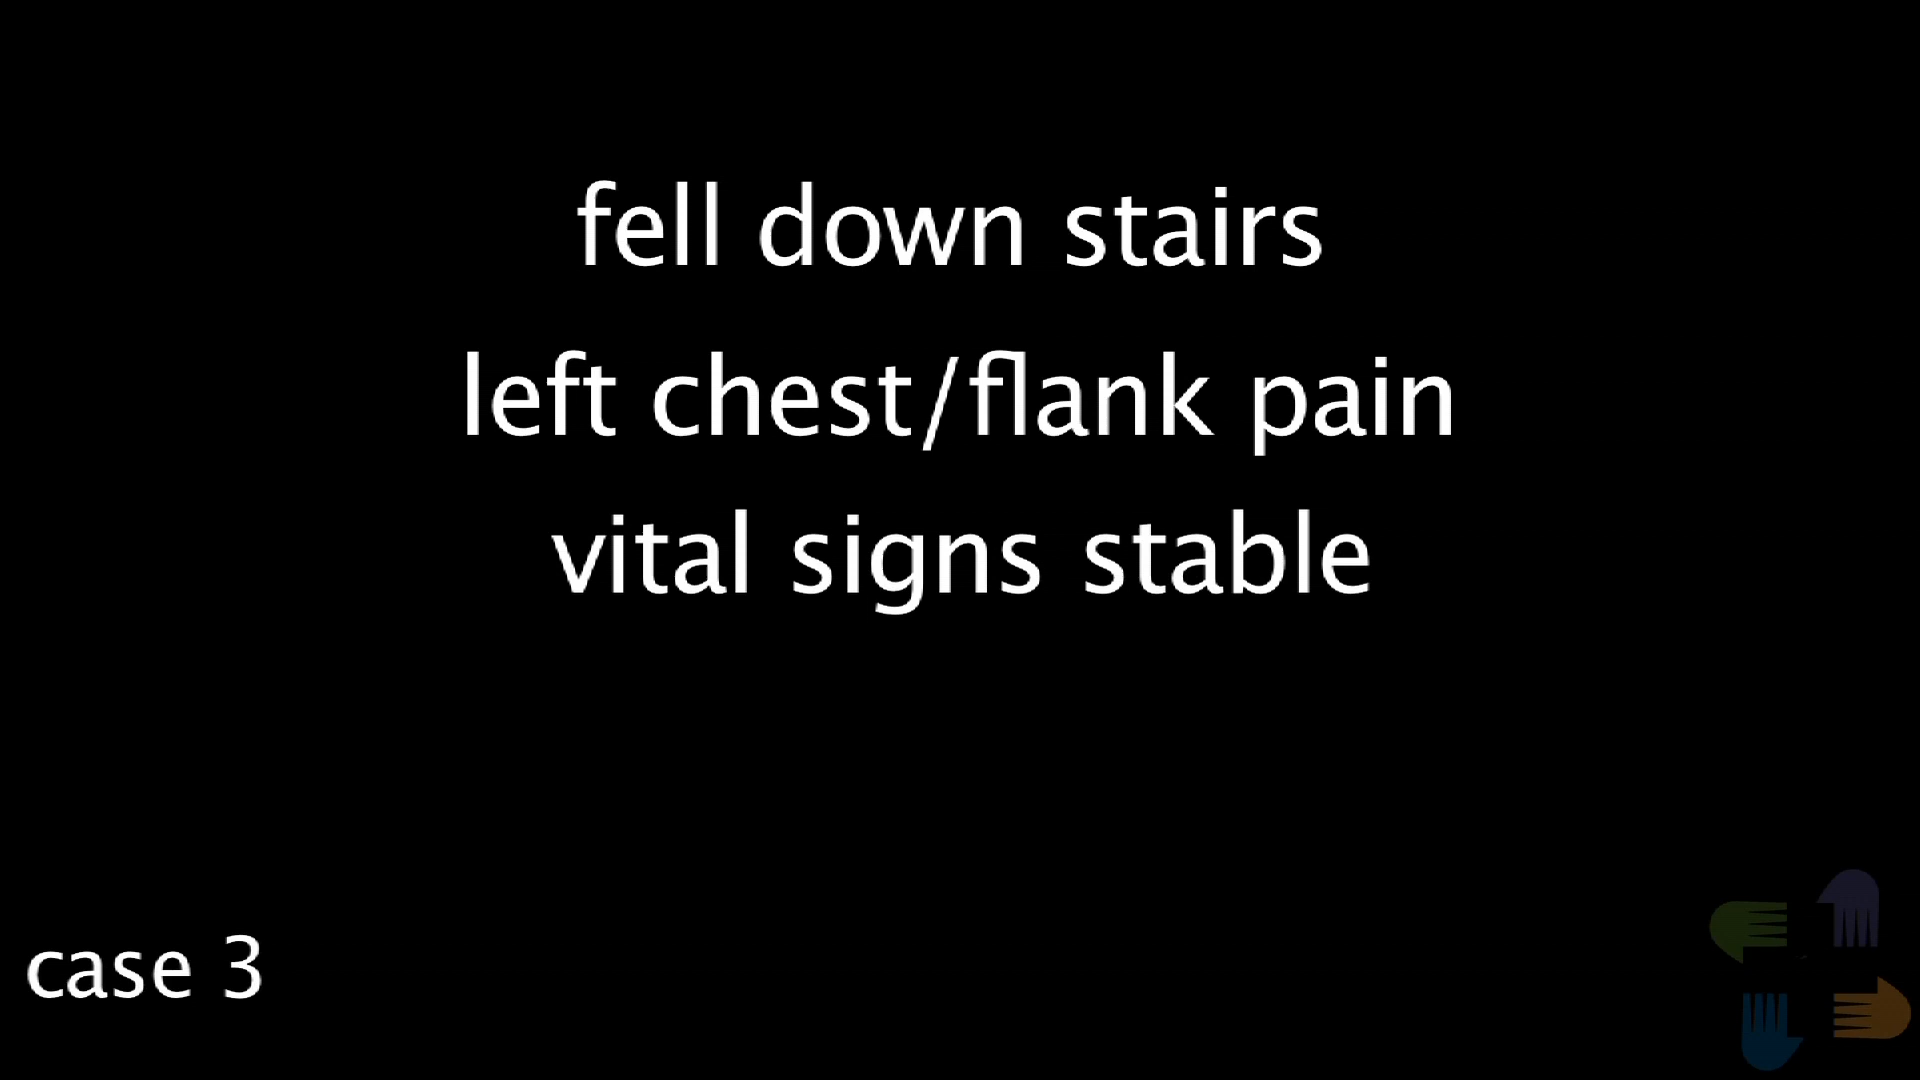 fell down stairs
left chest/flank pain
vital signs stable
case 3